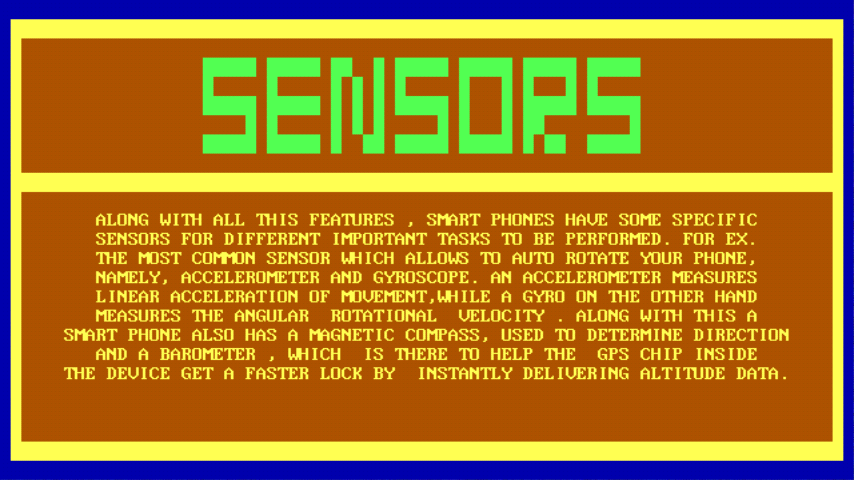 SENSORS
ALONG WITH ALL THIS FEATURES , SMART PHONES HAVE SOME SPECIFIC
SENSORS FOR DIFFERENT IMPORTANT TASKS TO BE PERFORMED. FOR EX.
THE MOST COMMON SENSOR WHICH ALLOWS TO AUTO ROTATE YOUR PHONE,
NAMELY, ACCELEROMETER AND GYROSCOPE. AN ACCELEROMETER MEASURES
LINEAR ACCELERATION OF MOVEMENT,WHILE A GYRO ON THE OTHER HAND
MEASURES THE ANGULAR  ROTATIONAL  VELOCITY . ALONG WITH THIS A
SMART PHONE ALSO HAS A MAGNETIC COMPASS, USED TO DETERMINE DIRECTION
AND A BAROMETER , WHICH  IS THERE TO HELP THE  GPS CHIP INSIDE
THE DEVICE GET A FASTER LOCK BY  INSTANTLY DELIVERING ALTITUDE DATA.